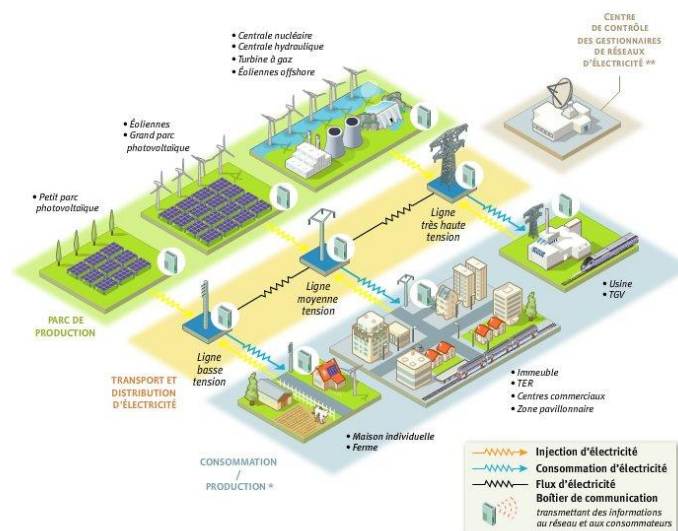 CENTRE
DE CONTRÔLE
DES GESTIONNAIRES
DE RÉSEAUX
D'ÉLECTRICITÉ **
• Centrale nucléaire
• Centrale hydraulique
• Turbine à gaz
• Éoliennes offshore
• Éoliennes
• Grand parc
photovoltaïque
• Petit parc
photovoltaïque
Ligne
très haute
tension
Ligne
moyenne
tension
Ligne
basse
tension
• Usine
• TGV
PARC DE
PRODUCTION
TRANSPORT ET
DISTRIBUTION
D'ÉLECTRICITÉ
• Immeuble
• TER
• Centres commerciaux
• Zone pavillonnaire
• Maison individuelle
• Ferme
CONSOMMATION
/
PRODUCTION *
Injection d'électricité
Consommation d'électricité
Flux d'électricité
Boîtier de communication
transmettant des informations
au réseau et aux consommateurs